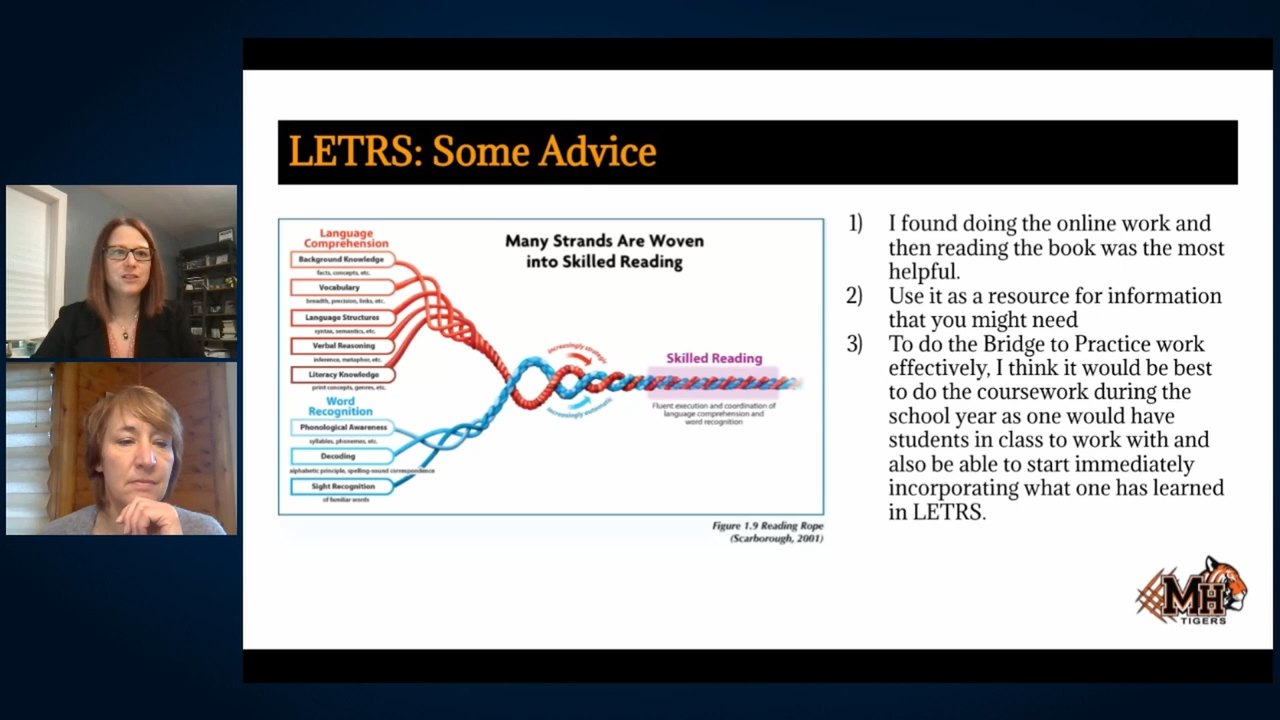 LETRS: Some Advice
Language
Comprehension
Background Knowledge
facts, concepts, etc.
Vocabulary
breadth, precision, links, etc.
Language Structures
syntax, semantics, etc.
Verbal Reasoning
inference, metaphor, etc.
Literacy Knowledge
print concepts, genres, etc.
Word
Recognition
Phonological Awareness
syllables, phonemes, etc.
Decoding
alphabetic principle, spelling-sound correspondence
Sight Recognition
of familiar words
Many Strands Are Woven
into Skilled Reading
increasingly strategic
increasingly automatic
Skilled Reading
Fluent execution and coordination of
language comprehension and
word recognition
Figure 1.9 Reading Rope
(Scarborough, 2001)
1) I found doing the online work and
then reading the book was the most
helpful.
2) Use it as a resource for information
that you might need
3) To do the Bridge to Practice work
effectively, I think it would be best
to do the coursework during the
school year as one would have
students in class to work with and
also be able to start immediately
incorporating what one has learned
in LETRS.
MH
TIGERS